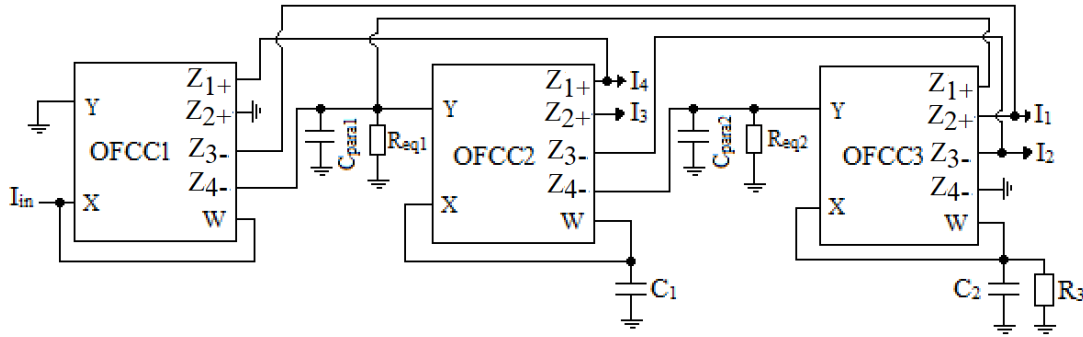 Y
OFCC1
X
Z1+
Z2+
Z3-
Z4-
W
Iin
Cpara1
Req1
Y
OFCC2
X
Z1+
Z2+
Z3-
Z4-
W
I4
I3
C1
Cpara2
Req2
Y
OFCC3
X
Z1+
Z2+
Z3-
Z4-
W
I1
I2
C2
R3